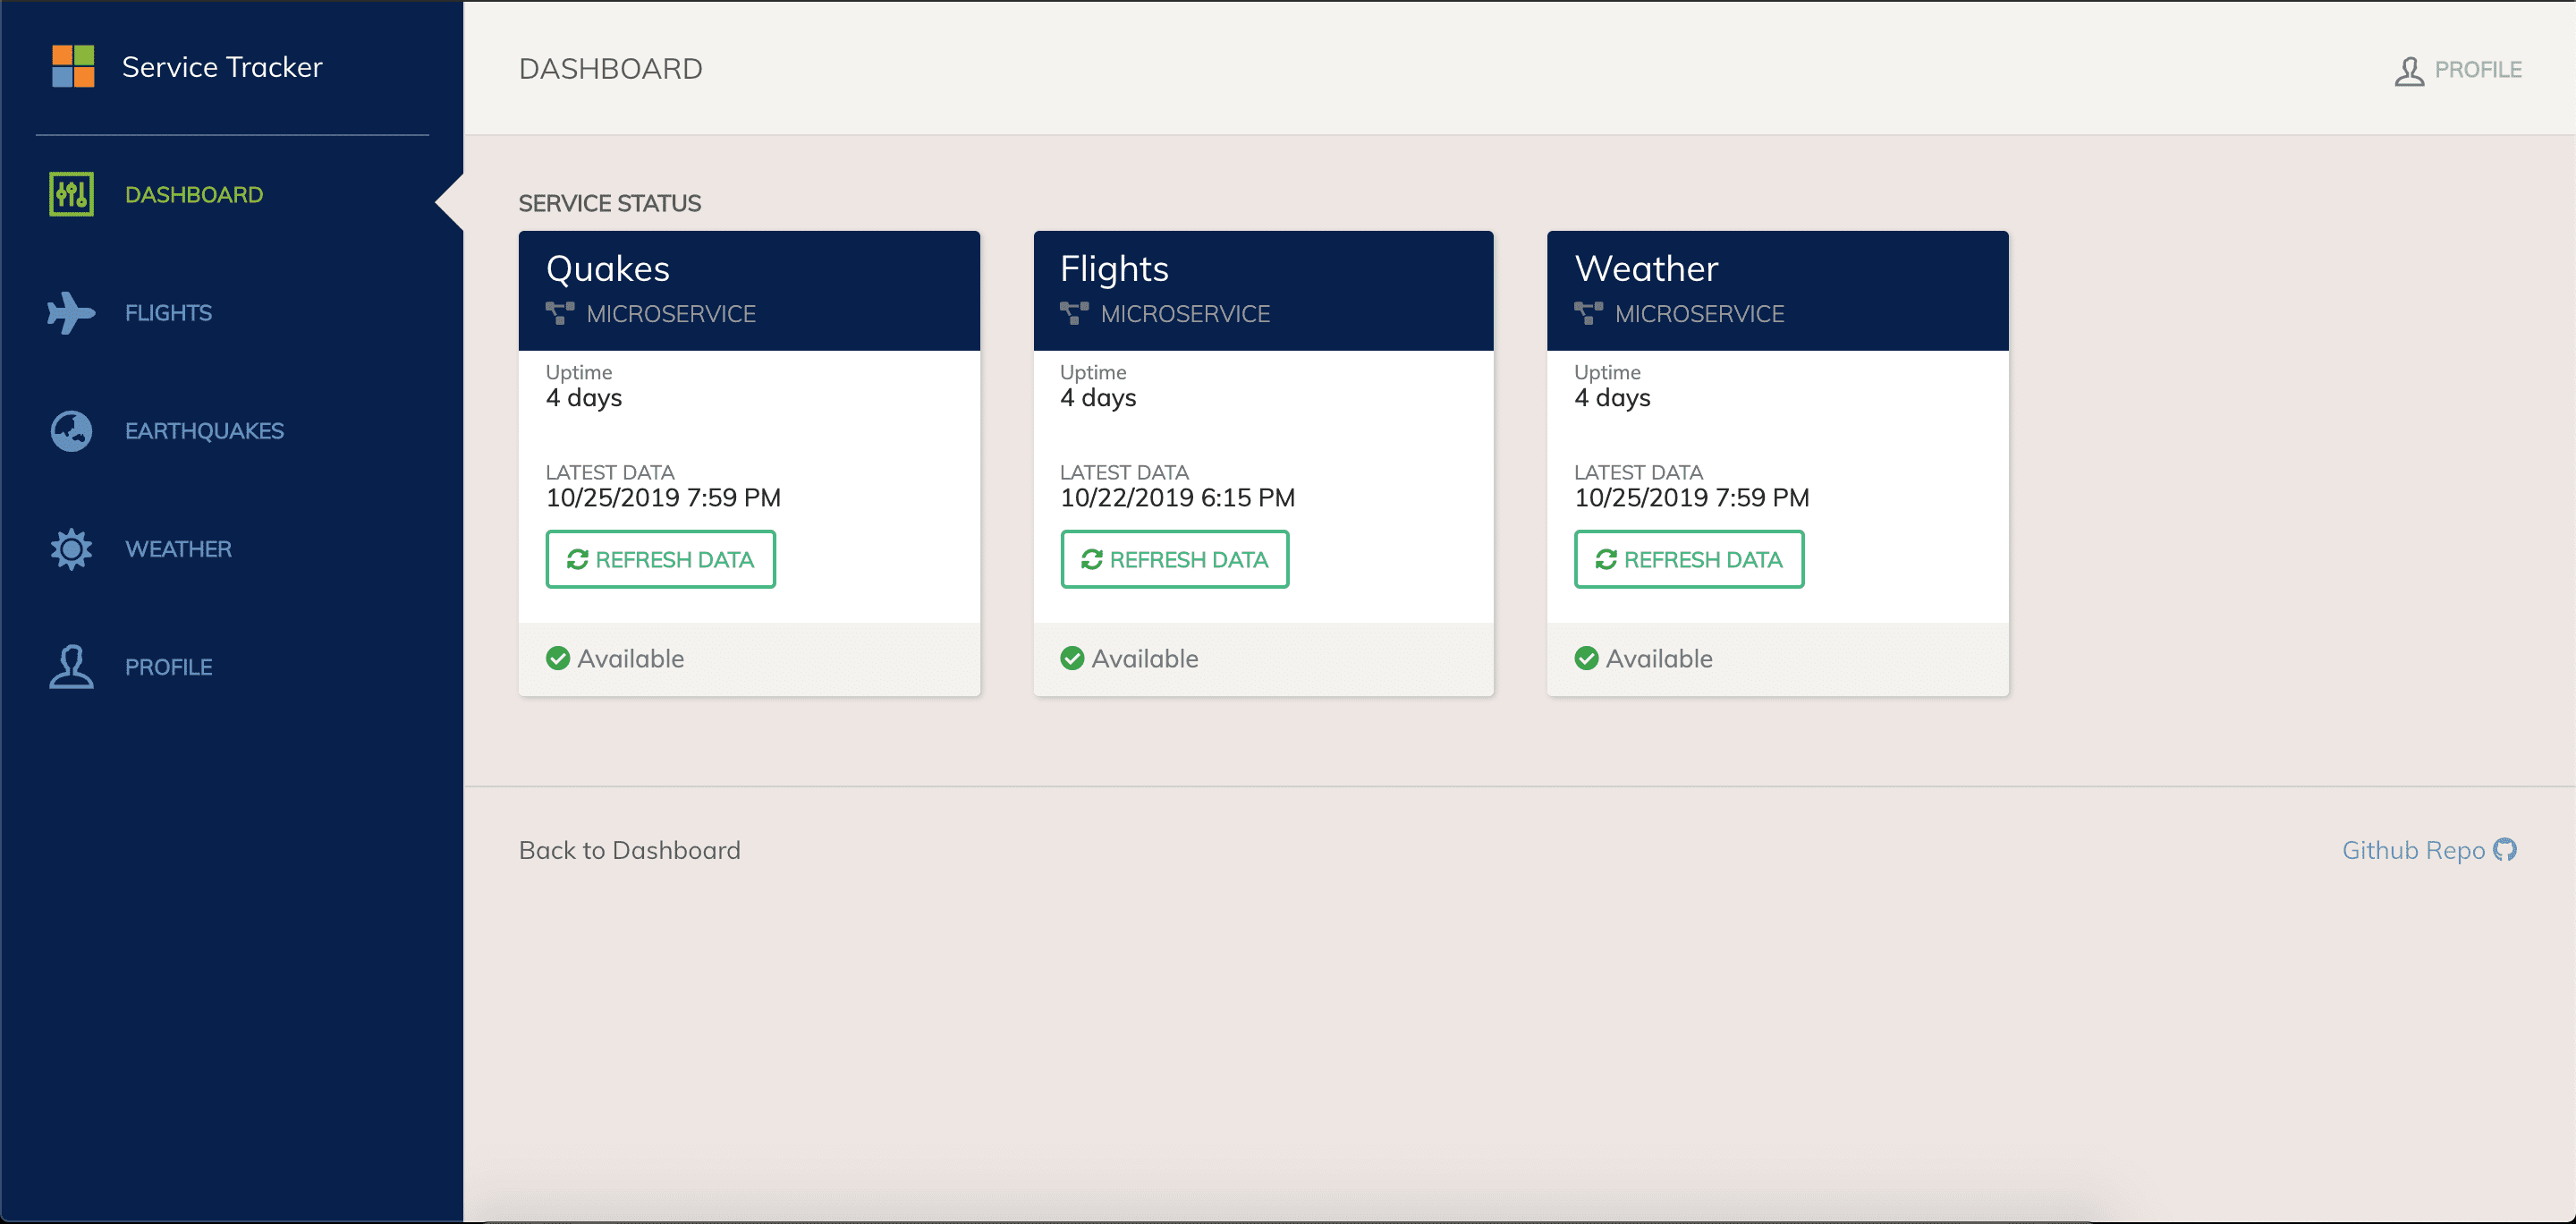 Service Tracker
DASHBOARD
FLIGHTS
EARTHQUAKES
WEATHER
PROFILE
DASHBOARD
PROFILE
SERVICE STATUS
Quakes
MICROSERVICE
Uptime
4 days
LATEST DATA
10/25/2019 7:59 PM
REFRESH DATA
Available
Flights
MICROSERVICE
Uptime
4 days
LATEST DATA
10/22/2019 6:15 PM
REFRESH DATA
Available
Weather
MICROSERVICE
Uptime
4 days
LATEST DATA
10/25/2019 7:59 PM
REFRESH DATA
Available
Back to Dashboard
Github Repo